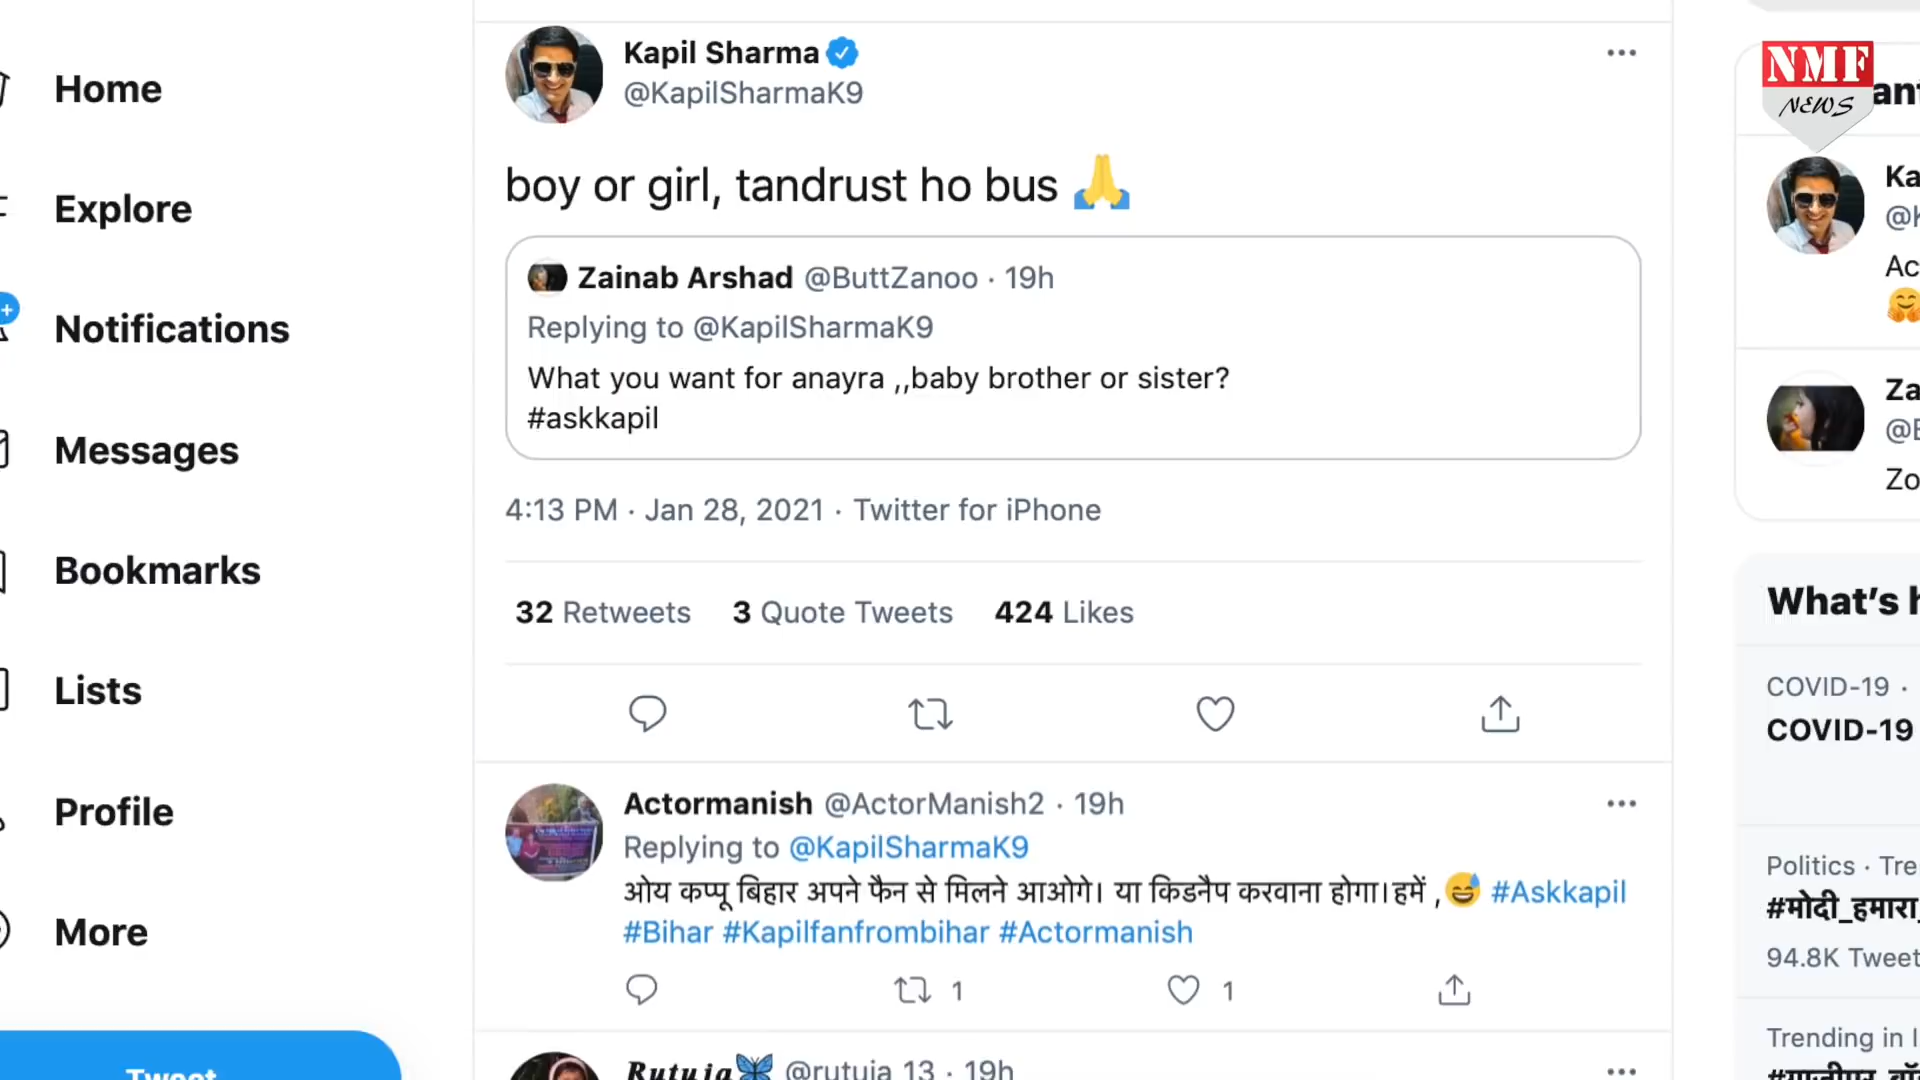 Home
Explore
Notifications
Messages
Bookmarks
Lists
Profile
More
Tweet
Kapil Sharma
@KapilSharmaK9
boy or girl, tandrust ho bus 🙏
Zainab Arshad @ButtZanoo · 19h
Replying to @KapilSharmaK9
What you want for anayra ,,baby brother or sister?
#askkapil
4:13 PM · Jan 28, 2021 · Twitter for iPhone
32 Retweets 3 Quote Tweets 424 Likes
Actormanish @ActorManish2 · 19h
Replying to @KapilSharmaK9
ओय कप्पू बिहार अपने फैन से मिलने आओगे। या किडनैप करवाना होगा।हमें ,😅 #Askkapil
#Bihar #Kapilfanfrombihar #Actormanish
1 1
Rutuja🦋 @rutuja_13 · 19h
NMF
NEWS
What's
COVID-19 ·
COVID-19
Politics ·
#मोदी_हमारा
94.8K Tweet
Trending in